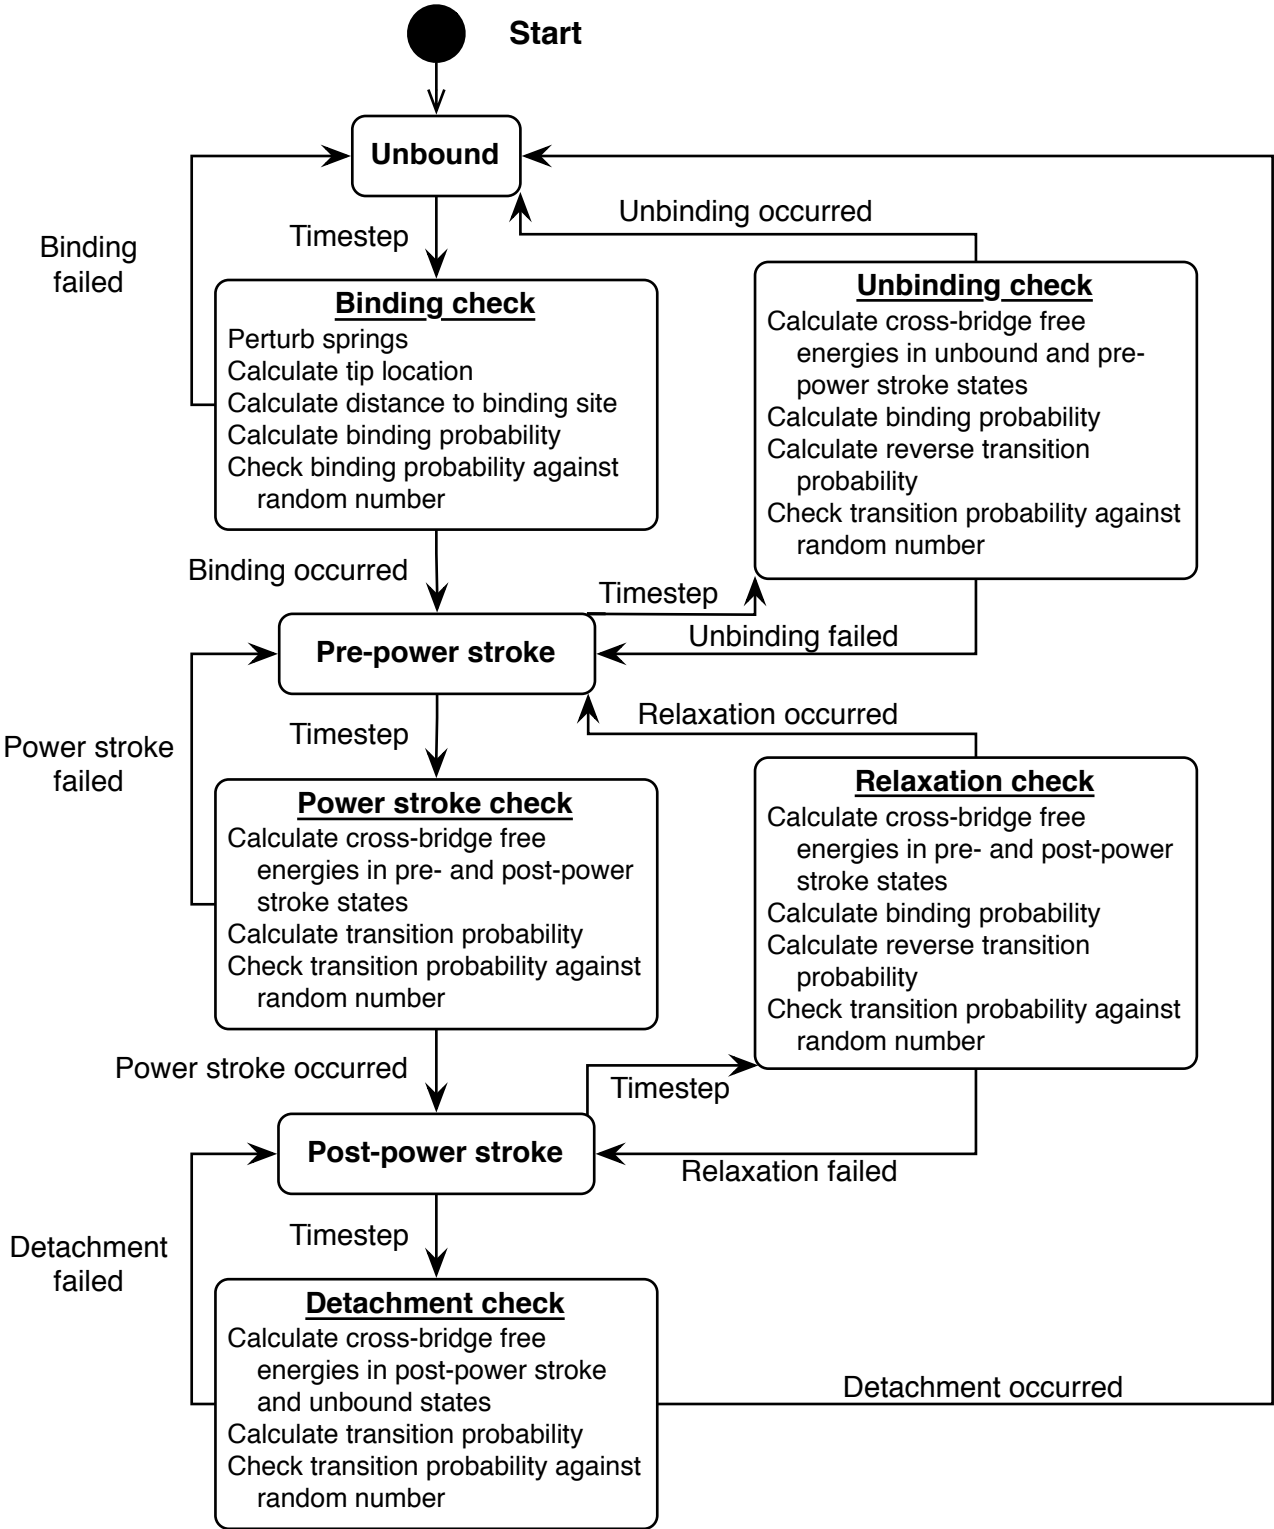 Start
Unbound
Unbinding occurred
Timestep
Binding
failed
Binding check
Perturb springs
Calculate tip location
Calculate distance to binding site
Calculate binding probability
Check binding probability against
random number
Unbinding check
Calculate cross-bridge free
energies in unbound and pre-
power stroke states
Calculate binding probability
Calculate reverse transition
probability
Check transition probability against
random number
Binding occurred
Timestep
Unbinding failed
Pre-power stroke
Relaxation occurred
Timestep
Power stroke
failed
Power stroke check
Calculate cross-bridge free
energies in pre- and post-power
stroke states
Calculate transition probability
Check transition probability against
random number
Relaxation check
Calculate cross-bridge free
energies in pre- and post-power
stroke states
Calculate binding probability
Calculate reverse transition
probability
Check transition probability against
random number
Power stroke occurred
Timestep
Post-power stroke
Relaxation failed
Timestep
Detachment
failed
Detachment check
Calculate cross-bridge free
energies in post-power stroke
and unbound states
Calculate transition probability
Check transition probability against
random number
Detachment occurred